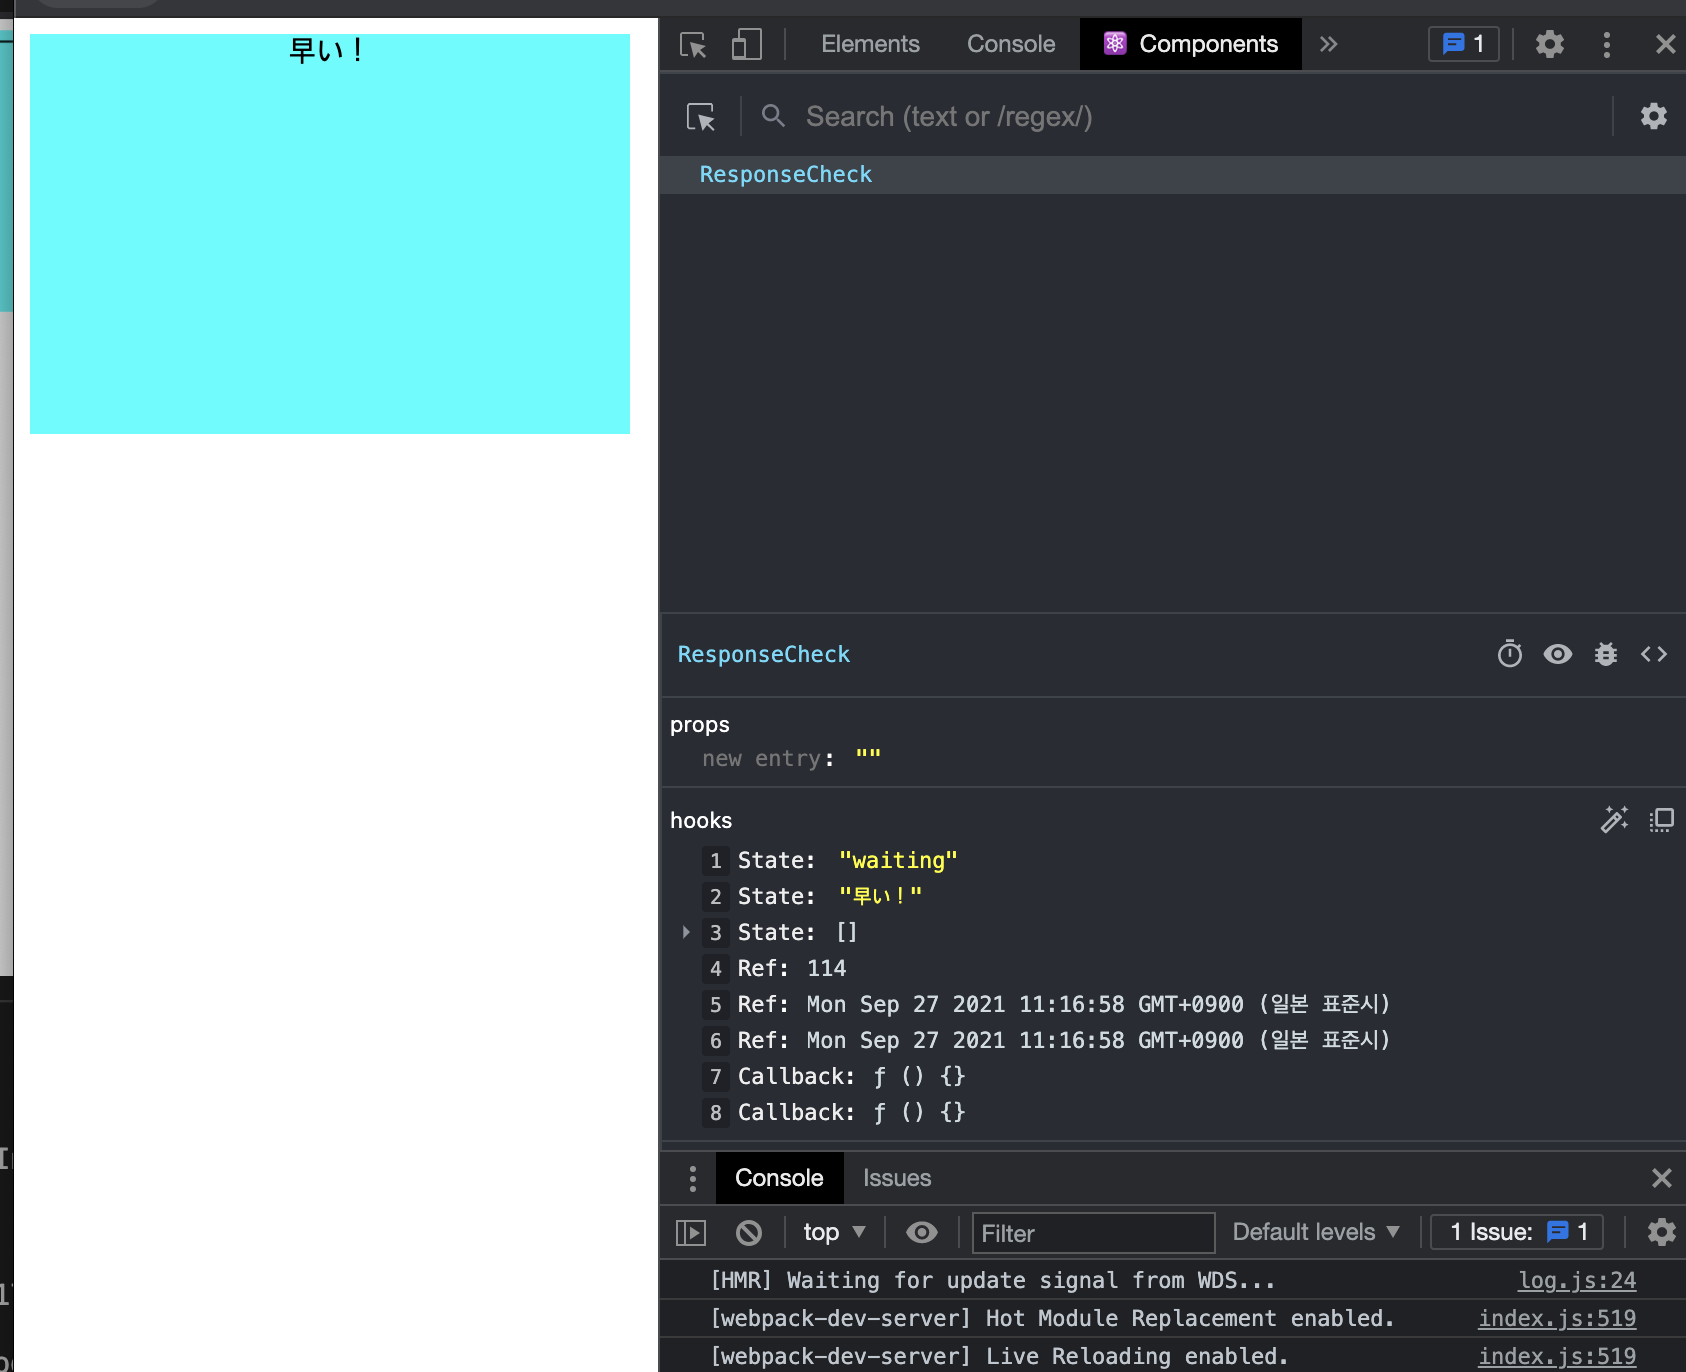 早い！
Elements Console Components » 1
Search (text or /regex/)
ResponseCheck
ResponseCheck
props
new entry: ""
hooks
1 State: "waiting"
2 State: "早い！"
3 State: []
4 Ref: 114
5 Ref: Mon Sep 27 2021 11:16:58 GMT+0900 (일본 표준시)
6 Ref: Mon Sep 27 2021 11:16:58 GMT+0900 (일본 표준시)
7 Callback: ƒ () {}
8 Callback: ƒ () {}
Console Issues
top ▼ Filter Default levels ▼ 1 Issue: 1
[HMR] Waiting for update signal from WDS... log.js:24
[webpack-dev-server] Hot Module Replacement enabled. index.js:519
[webpack-dev-server] Live Reloading enabled. index.js:519